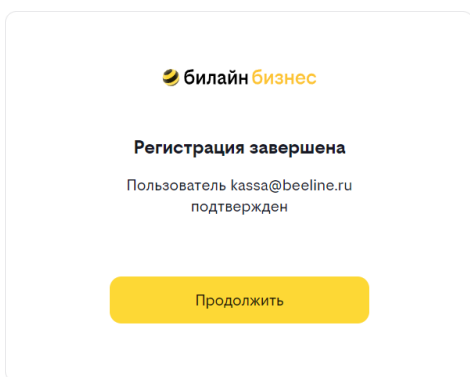 билайн бизнес
Регистрация завершена
Пользователь kassa@beeline.ru
подтвержден
Продолжить